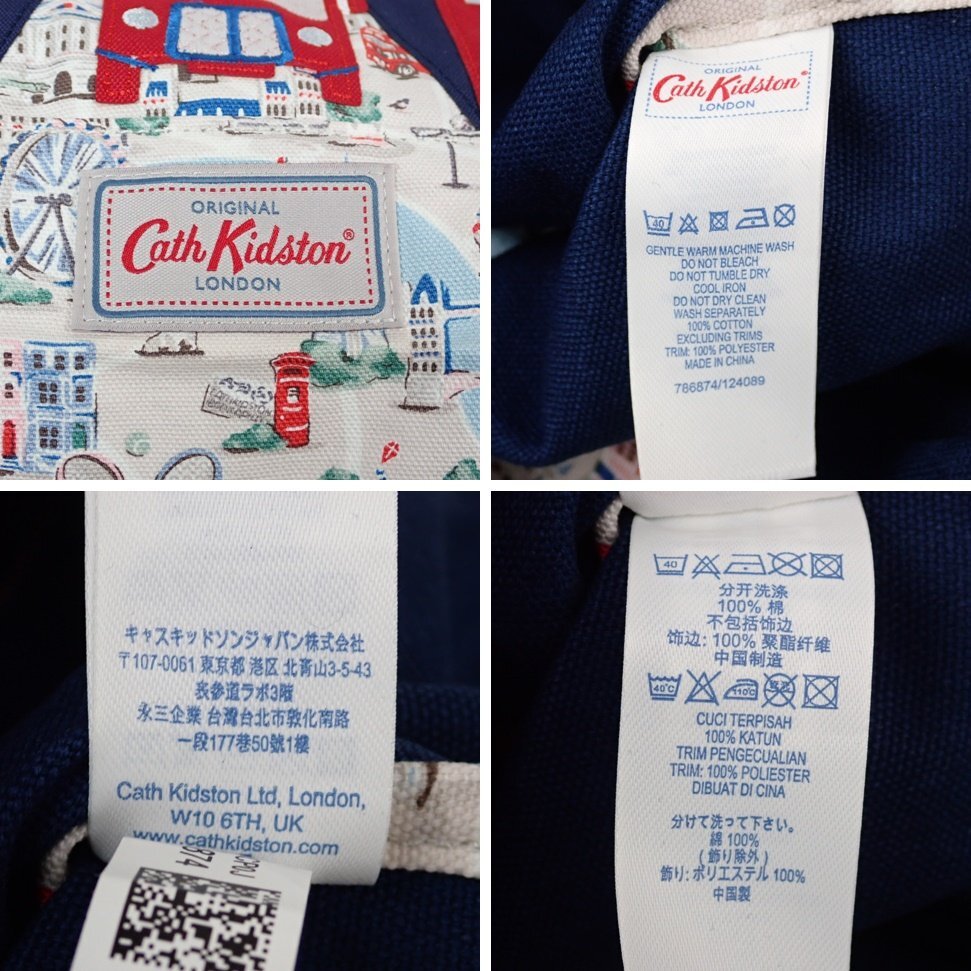 ORIGINAL
Cath Kidston®
LONDON
ORIGINAL
Cath Kidston®
LONDON
40
GENTLE WARM MACHINE WASH
DO NOT BLEACH
DO NOT TUMBLE DRY
COOL IRON
DO NOT DRY CLEAN
WASH SEPARATELY
100% COTTON
EXCLUDING TRIMS
TRIM: 100% POLYESTER
MADE IN CHINA
786874/124089
キャスキッドソンジャパン株式会社
〒107-0061 東京都 港区 北青山3-5-43
表参道ラボ3階
永三企業 台灣台北市敦化南路
一段177巷50號1樓
Cath Kidston Ltd, London,
W10 6TH, UK
www.cathkidston.com
874
40
分开洗涤
100% 棉
不包括饰边
饰边: 100% 聚酯纤维
中国制造
40°C 110°C
CUCI TERPISAH
100% KATUN
TRIM PENGECUALIAN
TRIM: 100% POLIESTER
DIBUAT DI CINA
分けて洗って下さい。
綿 100%
( 飾り除外 )
飾り: ポリエステル 100%
中国製